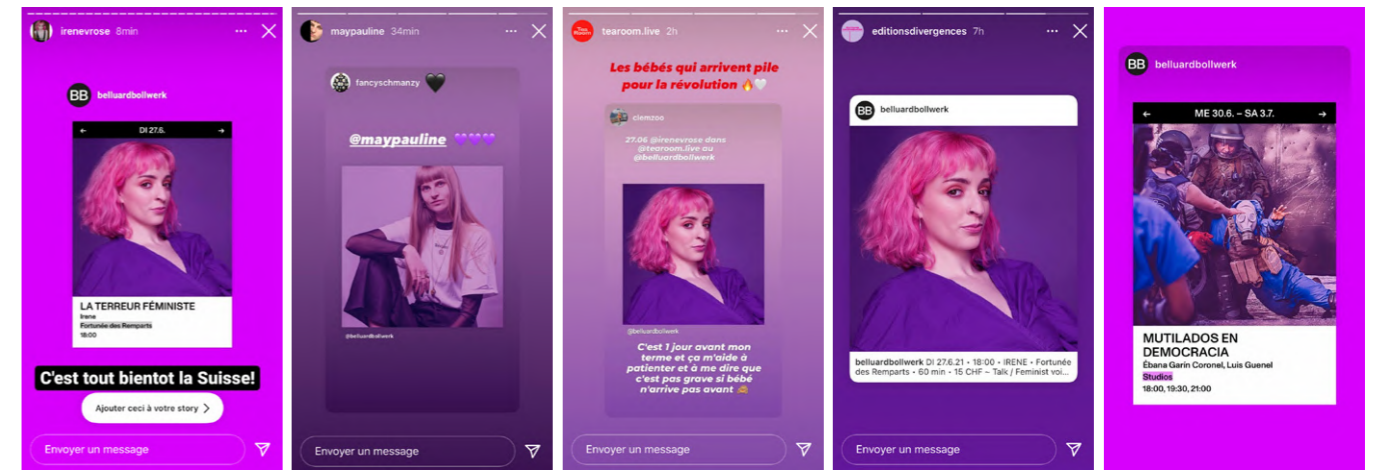 irenevrose 8min
BB belluardbollwerk
← DI 27.6. →
LA TERREUR FÉMINISTE
Irene
Fortunée des Remparts
18:00
C'est tout bientot la Suisse!
Ajouter ceci à votre story
Envoyer un message
maypauline 34min
fancyschmanzy
@maypauline
@belluardbollwerk
Envoyer un message
tearoom.live 2h
Les bébés qui arrivent pile
pour la révolution
clemzoo
27.06 @irenevrose dans
@tearoom.live au
@belluardbollwerk
@belluardbollwerk
C'est 1 jour avant mon
terme et ça m'aide à
patienter et à me dire que
c'est pas grave si bébé
n'arrive pas avant
Envoyer un message
editionsdivergences 7h
BB belluardbollwerk
belluardbollwerk DI 27.6.21 • 18:00 • IRENE • Fortunée
des Remparts • 60 min • 15 CHF – Talk / Feminist voi...
Envoyer un message
BB belluardbollwerk
← ME 30.6. – SA 3.7. →
MUTILADOS EN
DEMOCRACIA
Ébana Garín Coronel, Luis Guenel
Studios
18:00, 19:30, 21:00